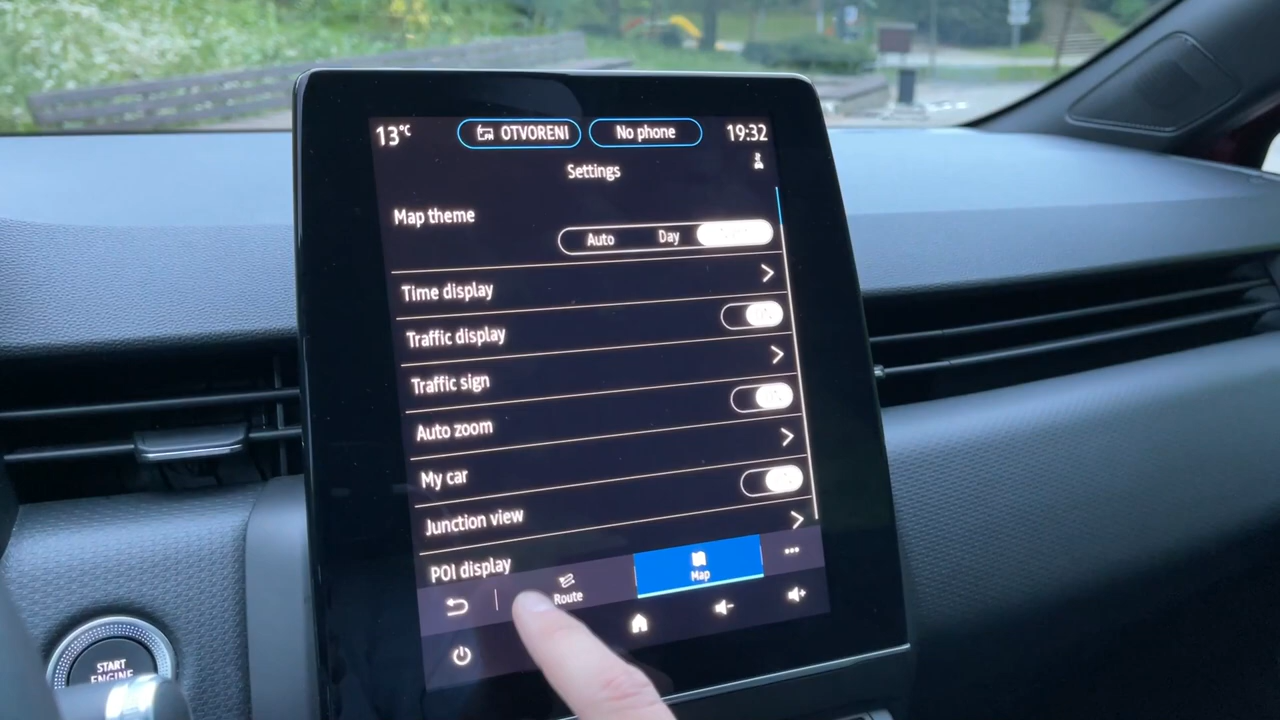 13°C
OTVORENI
No phone
19:32
Settings
Map theme
Auto
Day
Time display
Traffic display
Traffic sign
Auto zoom
My car
Junction view
POI display
Route
Map
START
ENGINE